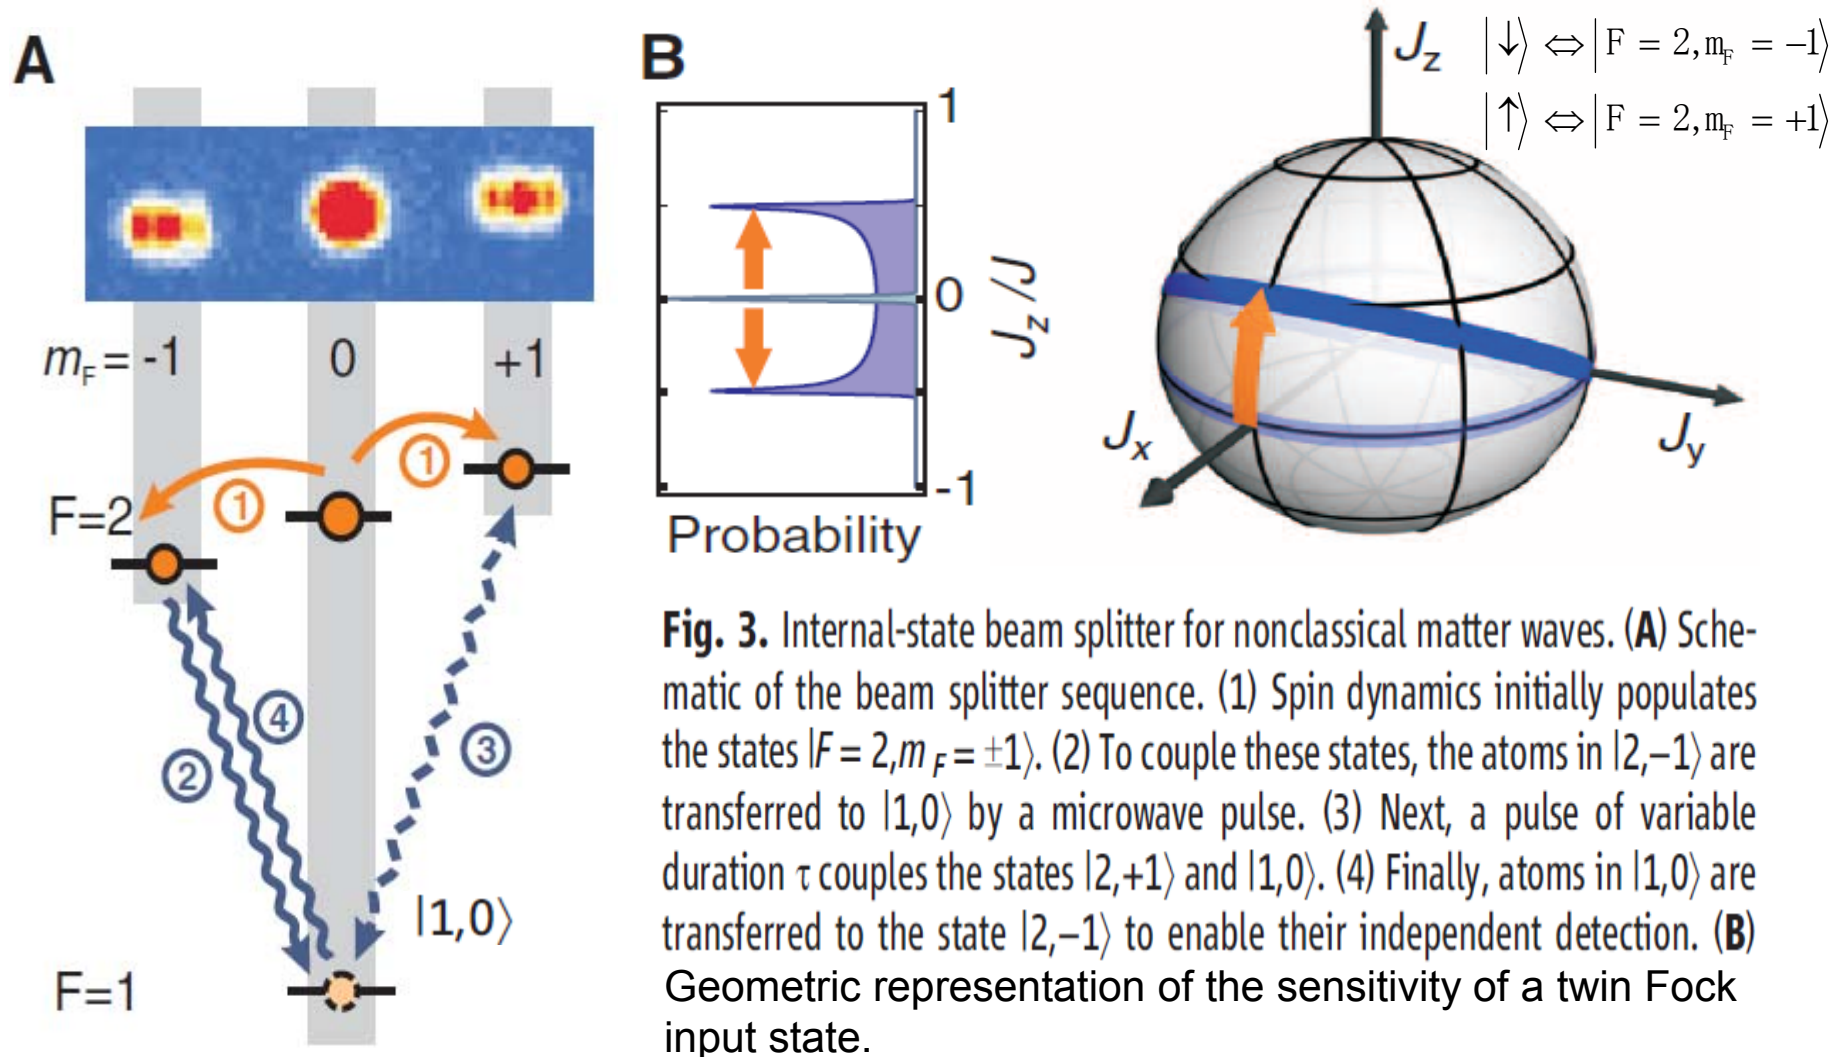 A
m_F = -1 0 +1
1
1
F=2
2
4
3
|1,0⟩
F=1
B
1
0
-1
J_z/J
Probability
J_z
J_x
J_y
|↓⟩ ⇔ |F = 2, m_F = −1⟩
|↑⟩ ⇔ |F = 2, m_F = +1⟩
Fig. 3. Internal-state beam splitter for nonclassical matter waves. (A) Sche-
matic of the beam splitter sequence. (1) Spin dynamics initially populates
the states |F = 2,m_F = ±1⟩. (2) To couple these states, the atoms in |2,−1⟩ are
transferred to |1,0⟩ by a microwave pulse. (3) Next, a pulse of variable
duration τ couples the states |2,+1⟩ and |1,0⟩. (4) Finally, atoms in |1,0⟩ are
transferred to the state |2,−1⟩ to enable their independent detection. (B)
Geometric representation of the sensitivity of a twin Fock
input state.